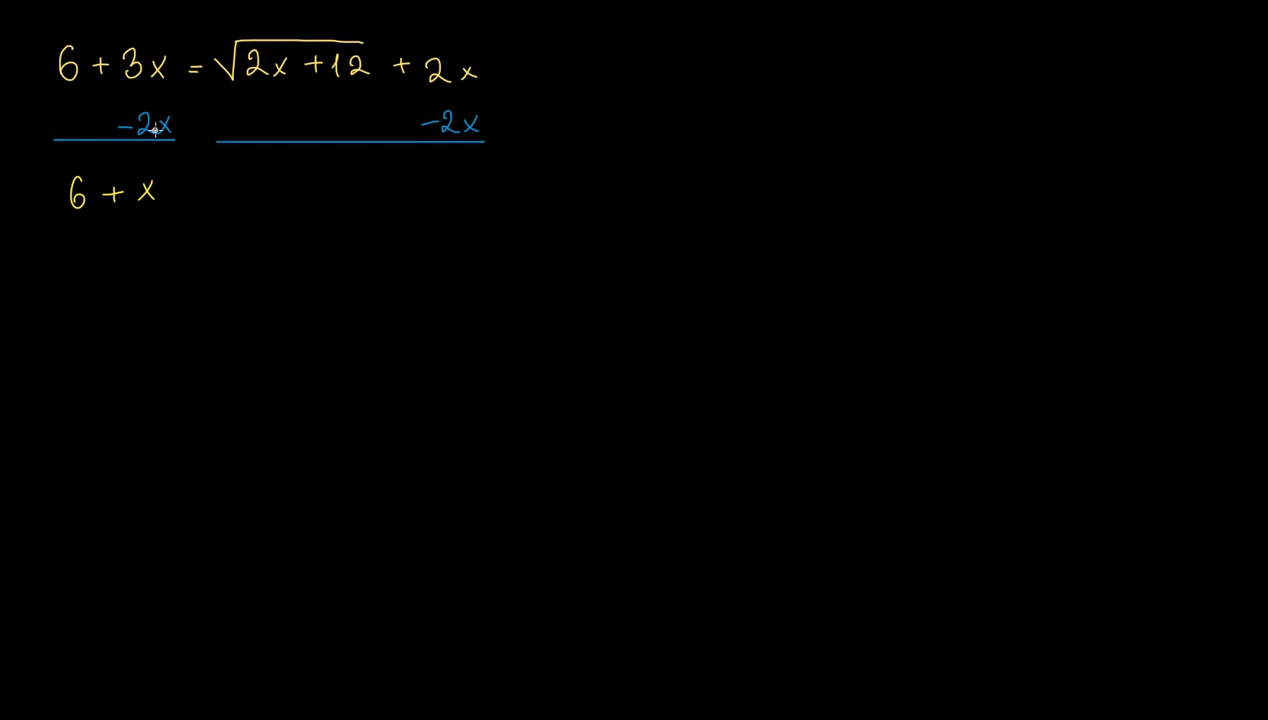 6 + 3x = √2x + 12 + 2x
-2x -2x
6 + x